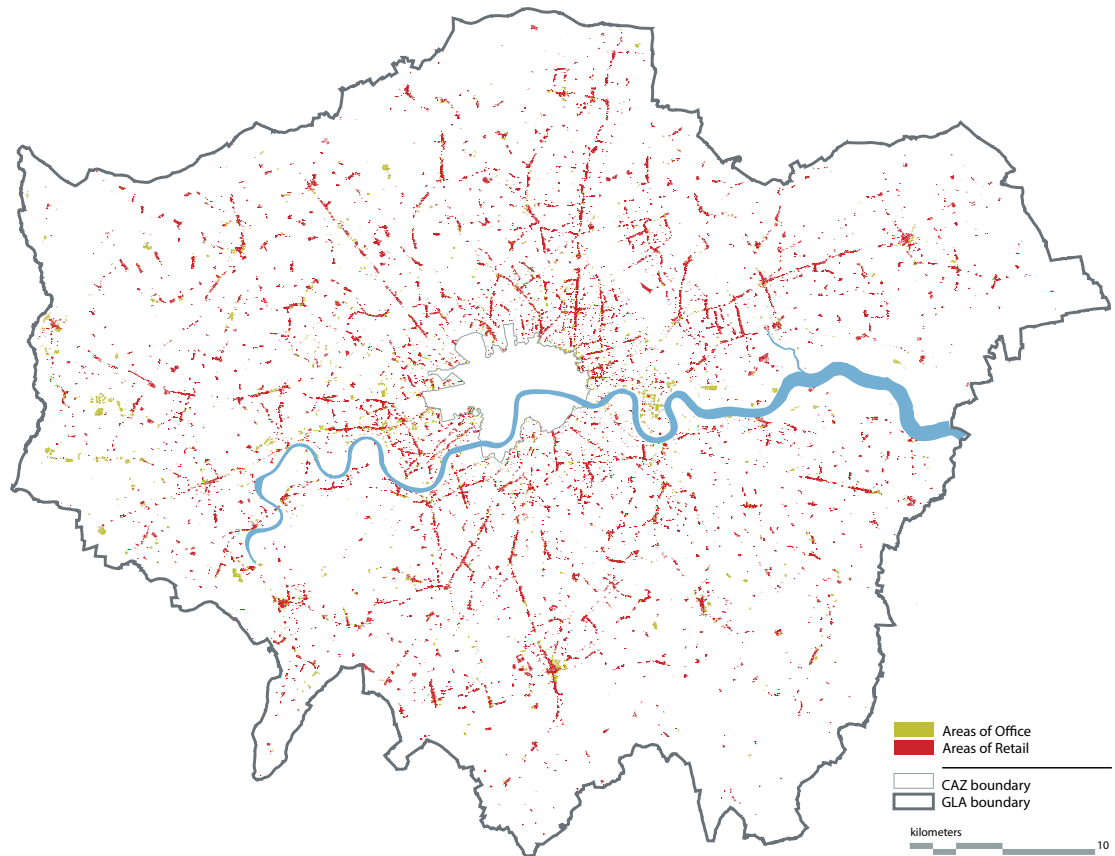 Areas of Office
Areas of Retail
CAZ boundary
GLA boundary
kilometers
10